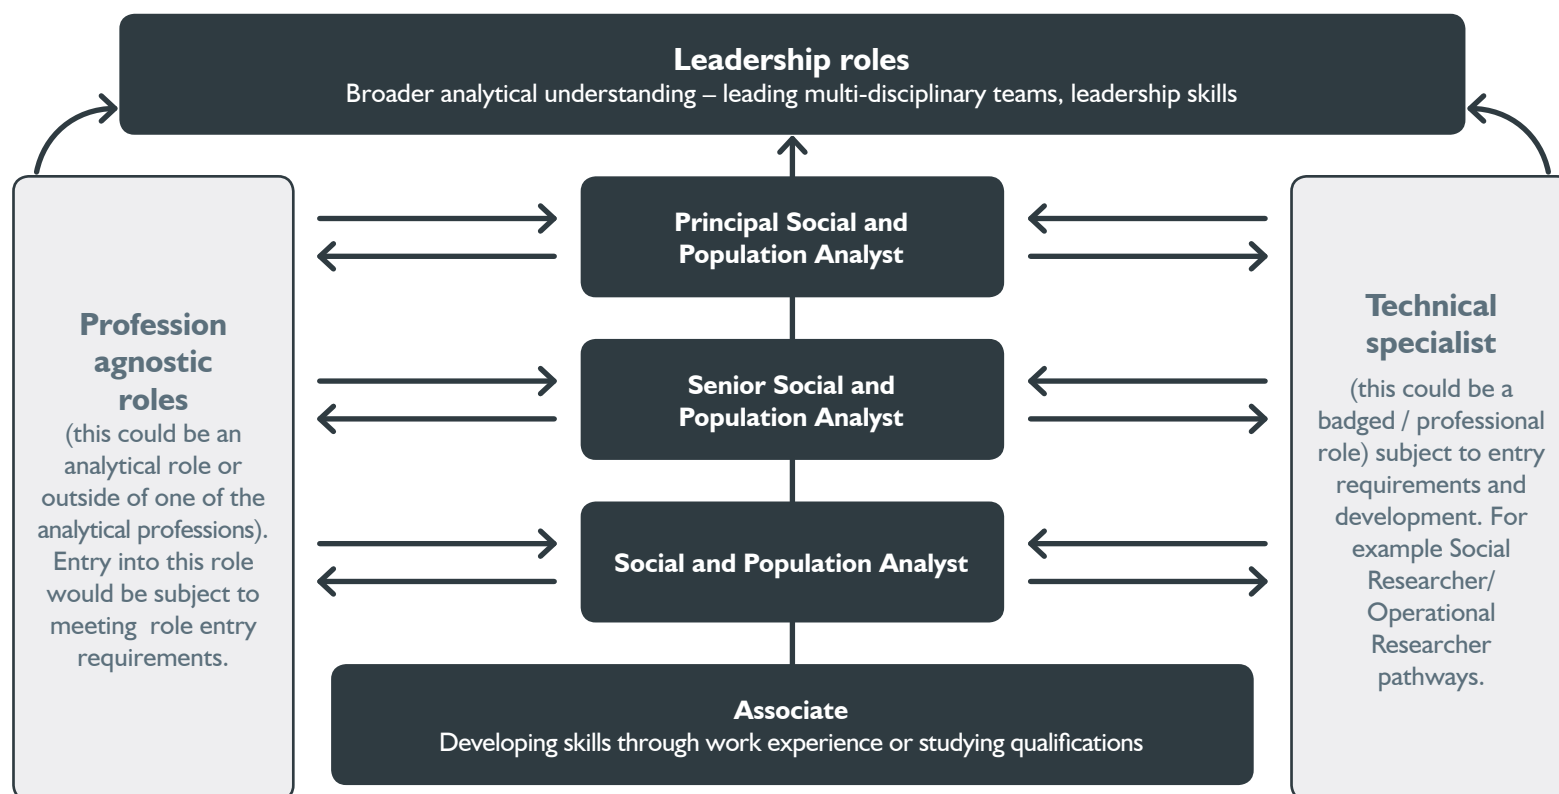 Leadership roles
Broader analytical understanding – leading multi-disciplinary teams, leadership skills
Profession
agnostic
roles
(this could be an
analytical role or
outside of one of the
analytical professions).
Entry into this role
would be subject to
meeting  role entry
requirements.
Principal Social and
Population Analyst
Senior Social and
Population Analyst
Social and Population Analyst
Associate
Developing skills through work experience or studying qualifications
Technical
specialist
(this could be a
badged / professional
role) subject to entry
requirements and
development. For
example Social
Researcher/
Operational
Researcher
pathways.